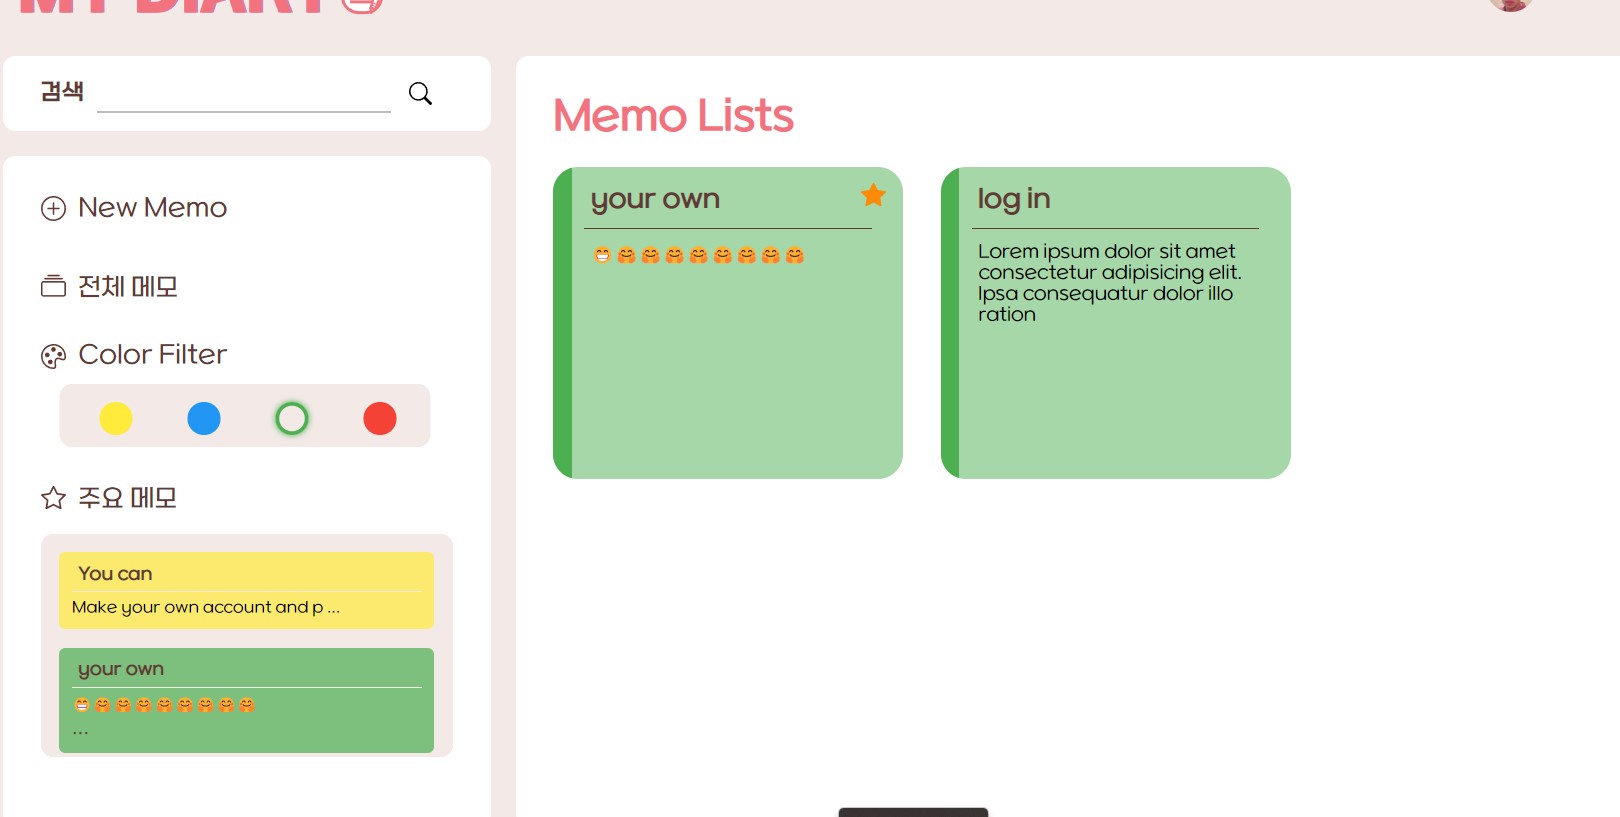 MY DIARY
검색
New Memo
전체 메모
Color Filter
주요 메모
You can
Make your own account and p ...
your own
😁🤗🤗🤗🤗🤗🤗🤗🤗
...
Memo Lists
your own
😁🤗🤗🤗🤗🤗🤗🤗🤗
log in
Lorem ipsum dolor sit amet
consectetur adipisicing elit.
Ipsa consequatur dolor illo
ration